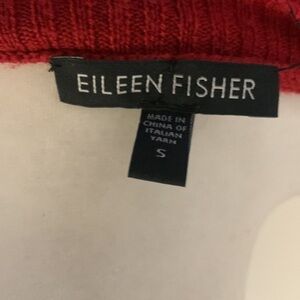 EILEEN FISHER
MADE IN
CHINA OF
ITALIAN
YARN
S